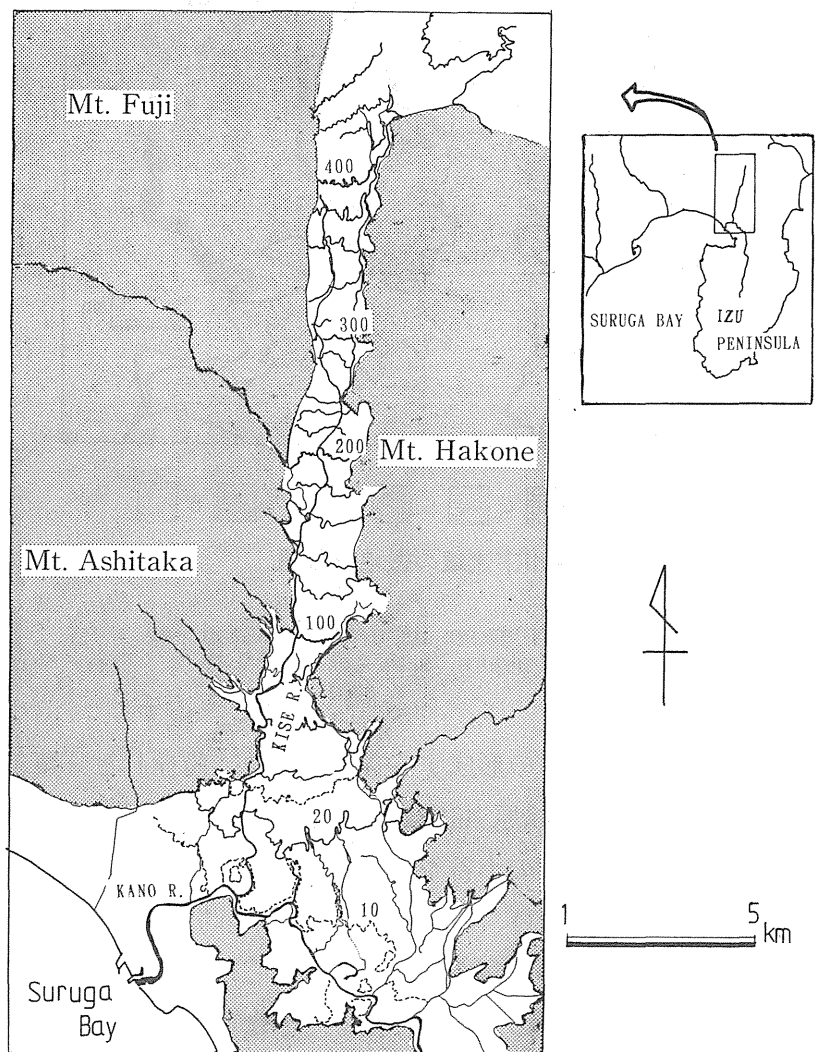 Mt. Fuji
400
300
200
Mt. Hakone
Mt. Ashitaka
100
KISE R.
20
KANO R.
10
Suruga
Bay
SURUGA BAY
IZU
PENINSULA
1
5
km